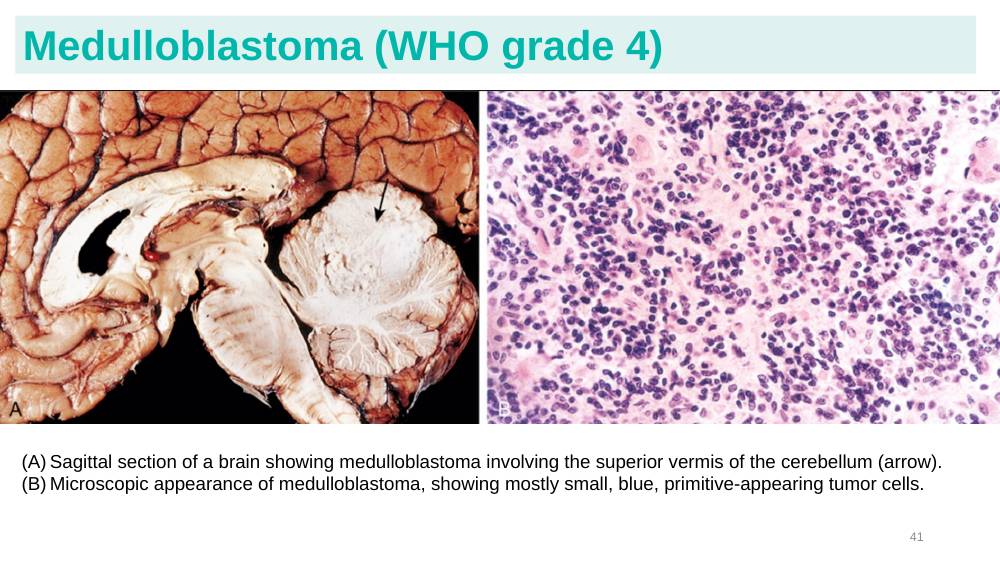 Medulloblastoma (WHO grade 4)
A
B
(A) Sagittal section of a brain showing medulloblastoma involving the superior vermis of the cerebellum (arrow).
(B) Microscopic appearance of medulloblastoma, showing mostly small, blue, primitive-appearing tumor cells.
41